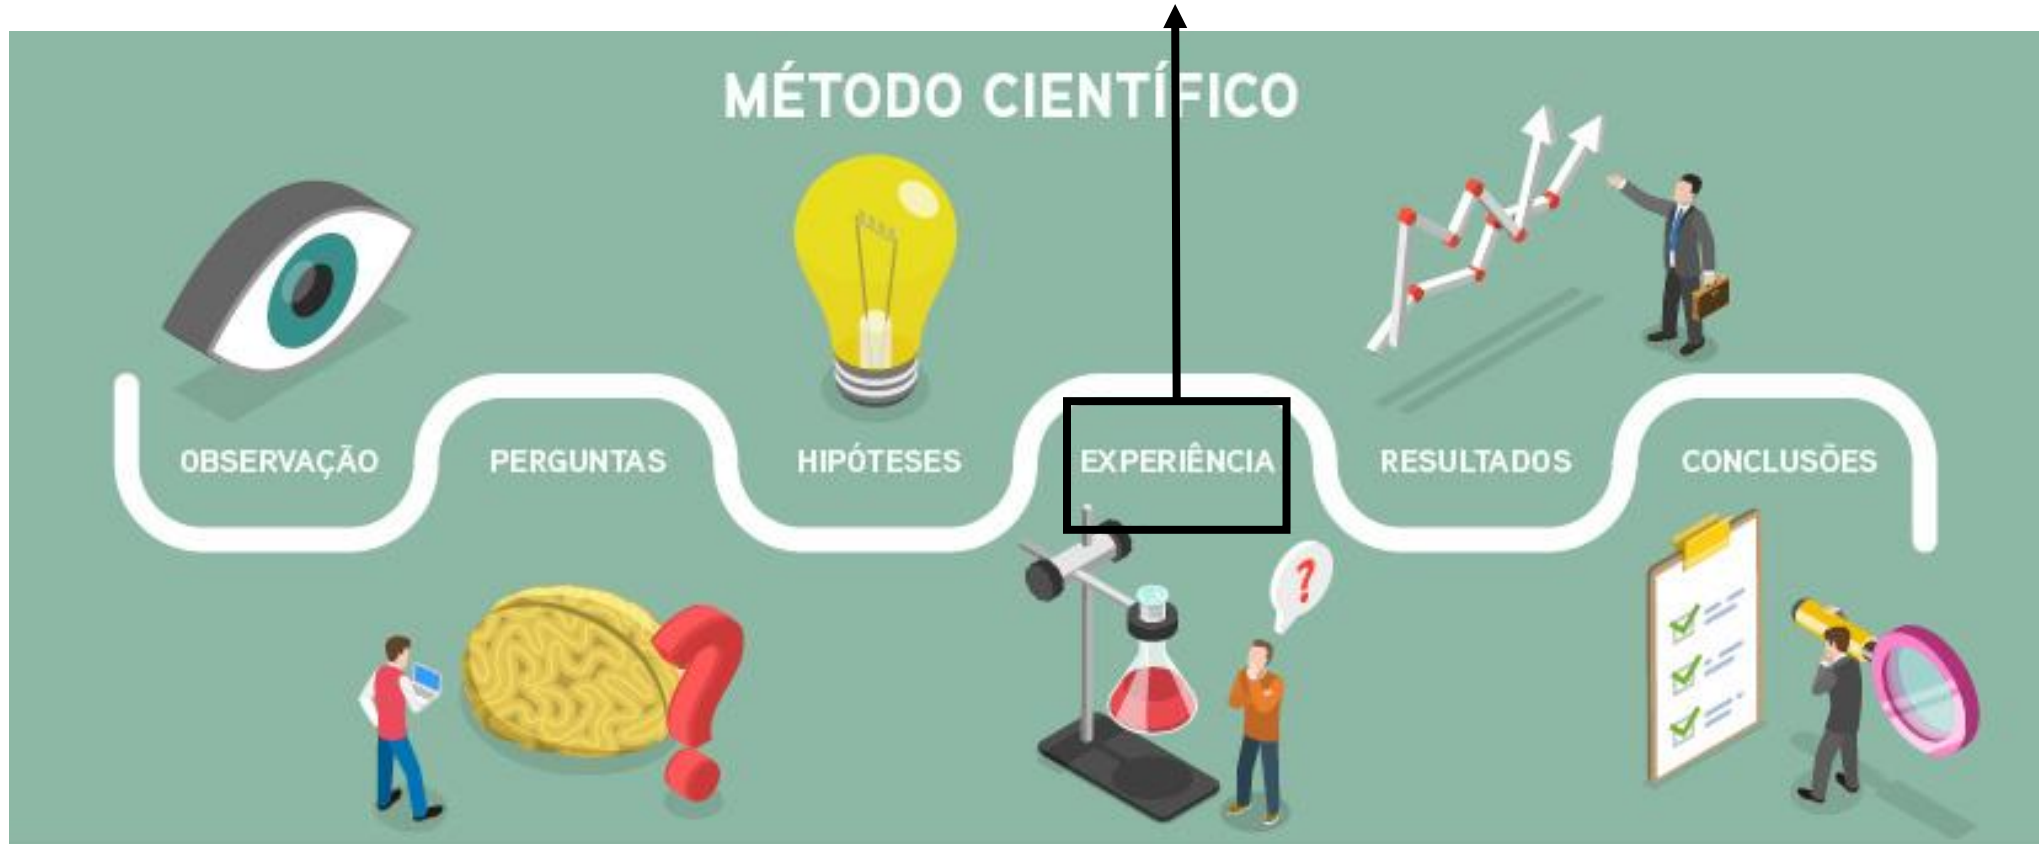 MÉTODO CIENTÍFICO
OBSERVAÇÃO
PERGUNTAS
HIPÓTESES
EXPERIÊNCIA
RESULTADOS
CONCLUSÕES
?